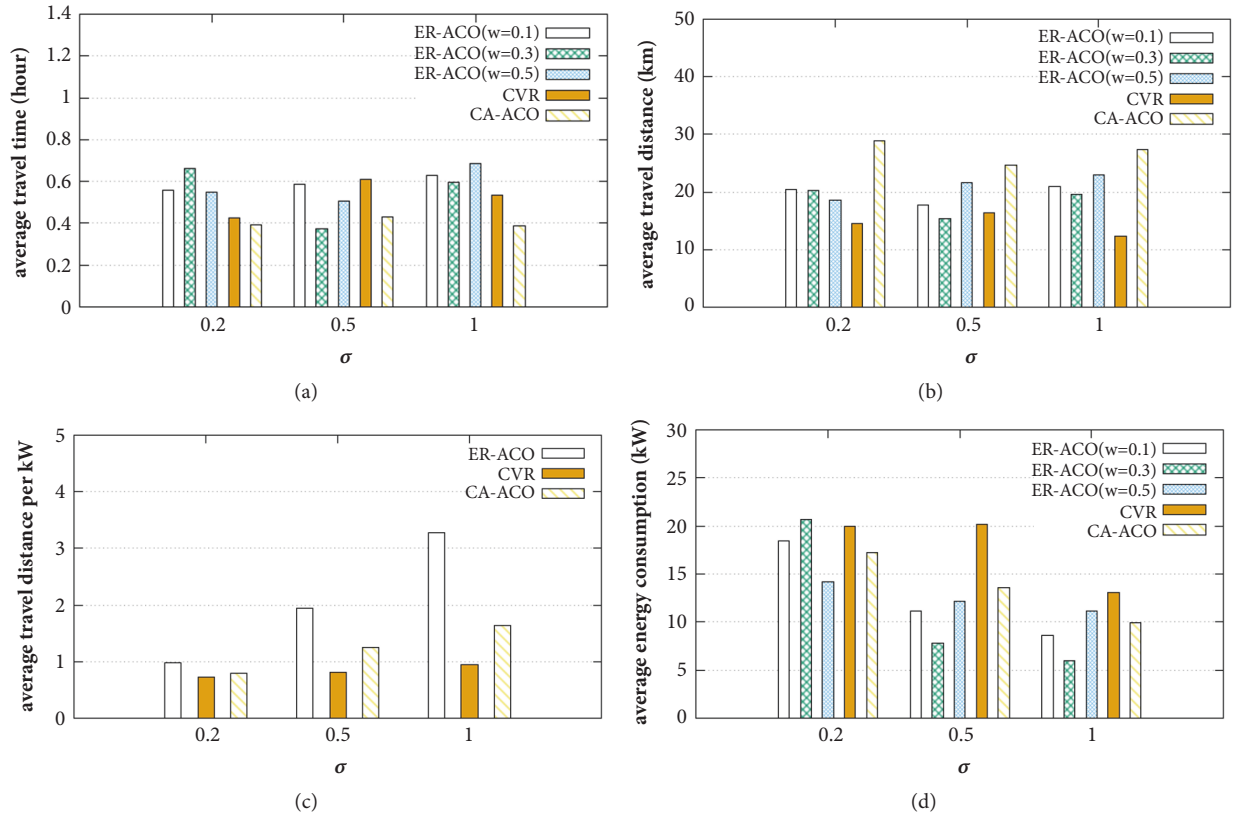 average travel time (hour)
1.4
1.2
1
0.8
0.6
0.4
0.2
0
ER-ACO(w=0.1)
ER-ACO(w=0.3)
ER-ACO(w=0.5)
CVR
CA-ACO
0.2 0.5 1
σ
(a)
average travel distance (km)
50
40
30
20
10
0
ER-ACO(w=0.1)
ER-ACO(w=0.3)
ER-ACO(w=0.5)
CVR
CA-ACO
0.2 0.5 1
σ
(b)
average travel distance per kW
5
4
3
2
1
0
ER-ACO
CVR
CA-ACO
0.2 0.5 1
σ
(c)
average energy consumption (kW)
30
25
20
15
10
5
0
ER-ACO(w=0.1)
ER-ACO(w=0.3)
ER-ACO(w=0.5)
CVR
CA-ACO
0.2 0.5 1
σ
(d)